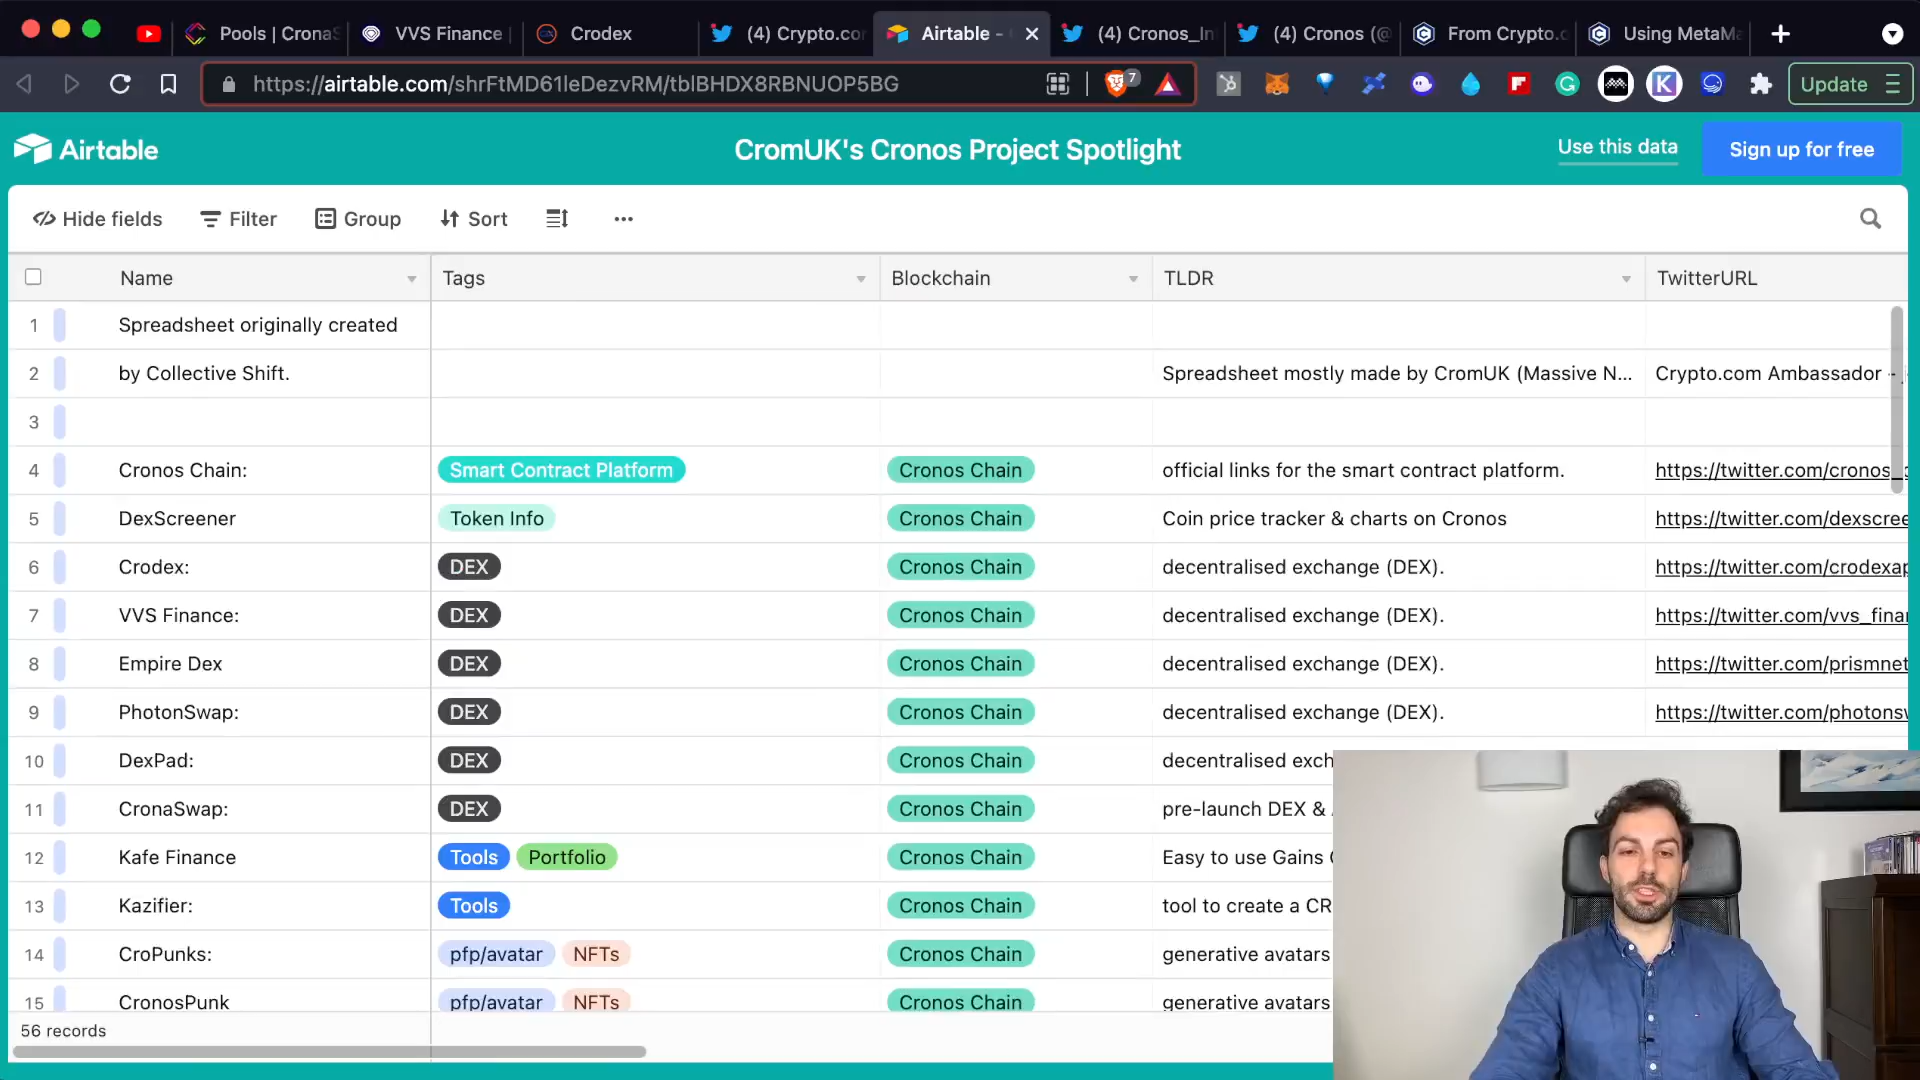 Pools | Crona
VVS Finance
Crodex
(4) Crypto.co
Airtable -
(4) Cronos_In
(4) Cronos (@
From Crypto.c
Using MetaMa
https://airtable.com/shrFtMD61leDezvRM/tblBHDX8RBNUOP5BG
7
Update
Airtable
CromUK's Cronos Project Spotlight
Use this data
Sign up for free
Hide fields
Filter
Group
Sort
Name
Tags
Blockchain
TLDR
TwitterURL
1 Spreadsheet originally created
2 by Collective Shift. Spreadsheet mostly made by CromUK (Massive N... Crypto.com Ambassador -
3
4 Cronos Chain: Smart Contract Platform Cronos Chain official links for the smart contract platform. https://twitter.com/cronos_
5 DexScreener Token Info Cronos Chain Coin price tracker & charts on Cronos https://twitter.com/dexscree
6 Crodex: DEX Cronos Chain decentralised exchange (DEX). https://twitter.com/crodexap
7 VVS Finance: DEX Cronos Chain decentralised exchange (DEX). https://twitter.com/vvs_fina
8 Empire Dex DEX Cronos Chain decentralised exchange (DEX). https://twitter.com/prismnet
9 PhotonSwap: DEX Cronos Chain decentralised exchange (DEX). https://twitter.com/photonsw
10 DexPad: DEX Cronos Chain decentralised exch
11 CronaSwap: DEX Cronos Chain pre-launch DEX &
12 Kafe Finance Tools Portfolio Cronos Chain Easy to use Gains
13 Kazifier: Tools Cronos Chain tool to create a CR
14 CroPunks: pfp/avatar NFTs Cronos Chain generative avatars
15 CronosPunk pfp/avatar NFTs Cronos Chain generative avatars
56 records